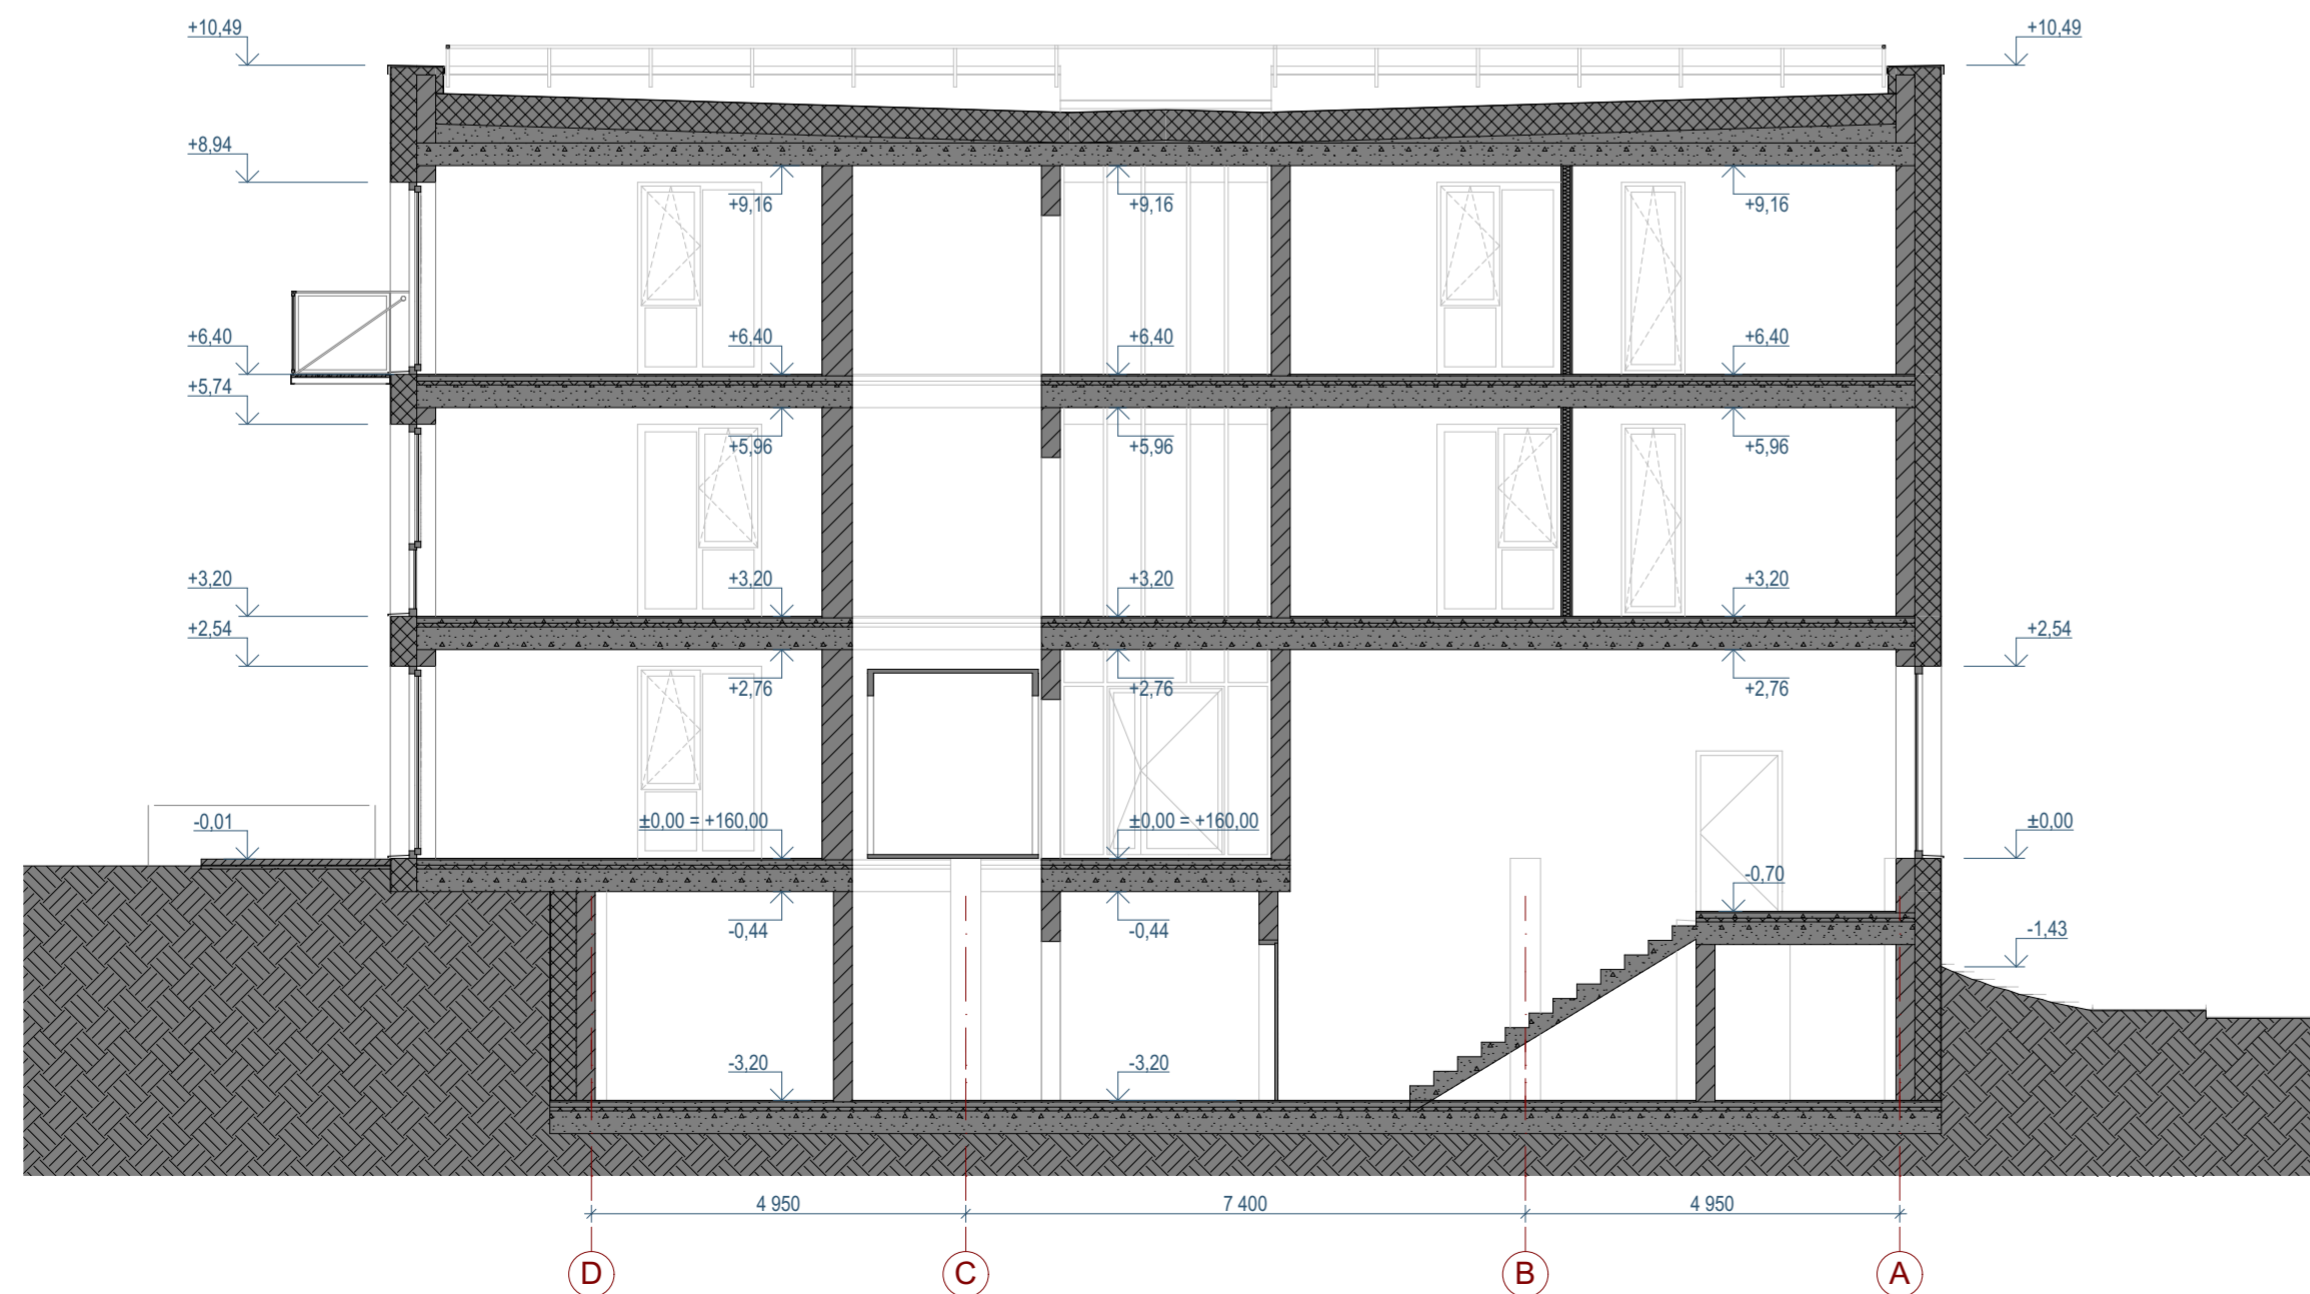 +10,49 +10,49
+8,94
+9,16 +9,16 +9,16
+6,40 +6,40 +6,40 +6,40
+5,74
+5,96 +5,96 +5,96
+3,20 +3,20 +3,20 +3,20
+2,54 +2,54
+2,76 +2,76 +2,76
-0,01 ±0,00 = +160,00 ±0,00 = +160,00 ±0,00
-0,70
-0,44 -0,44 -1,43
-3,20 -3,20
4 950 7 400 4 950
D C B A